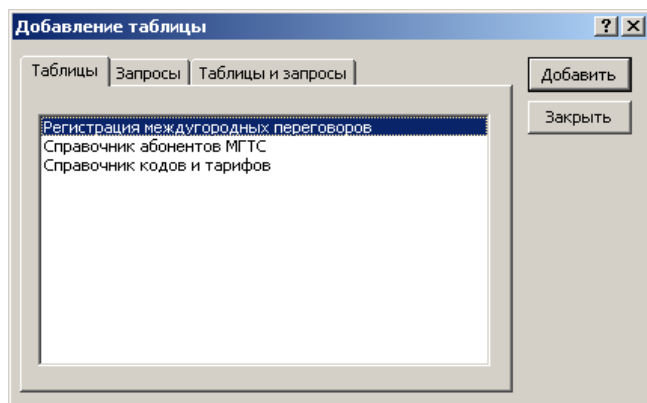 Добавление таблицы
Таблицы Запросы Таблицы и запросы
Добавить
Закрыть
Регистрация междугородных переговоров
Справочник абонентов МГТС
Справочник кодов и тарифов